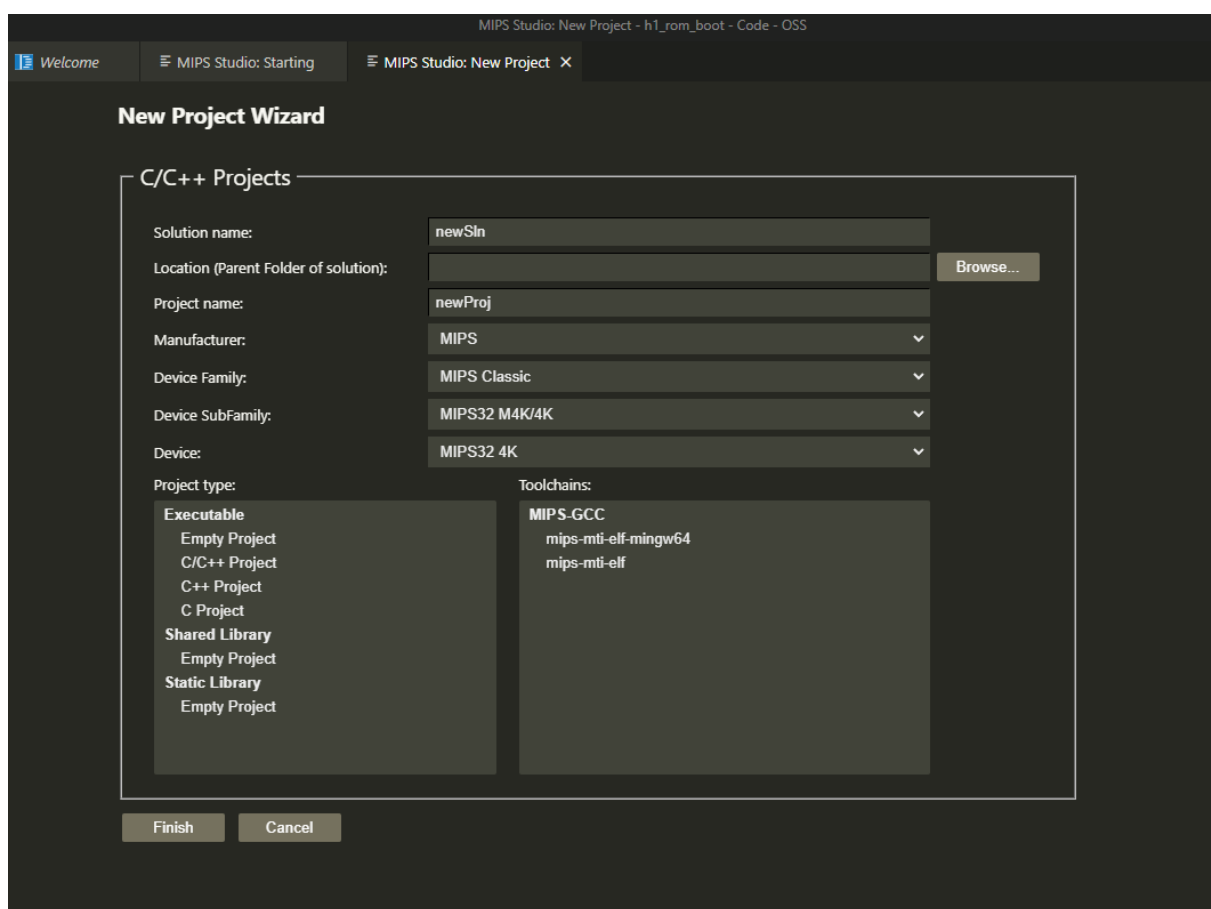 MIPS Studio: New Project - h1_rom_boot - Code - OSS
Welcome
MIPS Studio: Starting
MIPS Studio: New Project
New Project Wizard
C/C++ Projects
Solution name: newSln
Location (Parent Folder of solution): Browse...
Project name: newProj
Manufacturer: MIPS
Device Family: MIPS Classic
Device SubFamily: MIPS32 M4K/4K
Device: MIPS32 4K
Project type:
Executable
Empty Project
C/C++ Project
C++ Project
C Project
Shared Library
Empty Project
Static Library
Empty Project
Toolchains:
MIPS-GCC
mips-mti-elf-mingw64
mips-mti-elf
Finish
Cancel